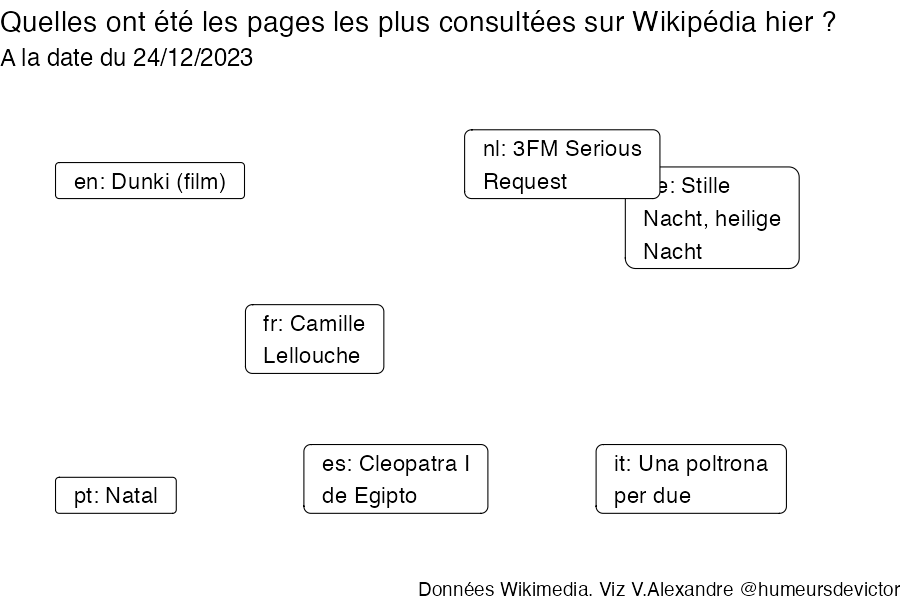 Quelles ont été les pages les plus consultées sur Wikipédia hier ?
A la date du 24/12/2023
en: Dunki (film)
nl: 3FM Serious
Request
e: Stille
Nacht, heilige
Nacht
fr: Camille
Lellouche
pt: Natal
es: Cleopatra I
de Egipto
it: Una poltrona
per due
Données Wikimedia. Viz V.Alexandre @humeursdevictor